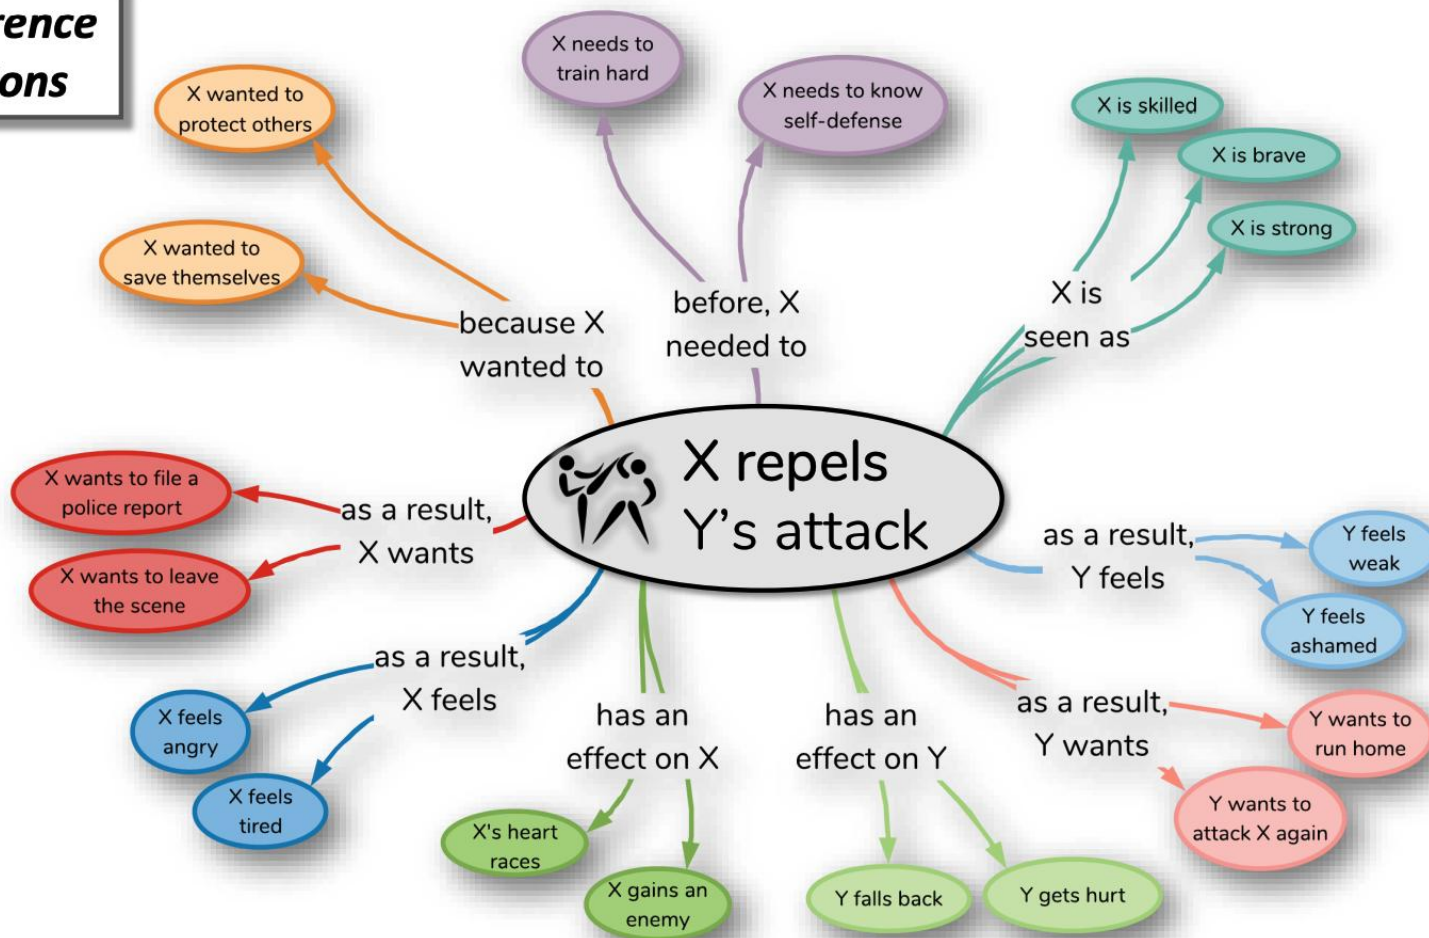 rence
ions
X wanted to
protect others
X wanted to
save themselves
because X
wanted to
X needs to
train hard
X needs to know
self-defense
before, X
needed to
X is skilled
X is brave
X is strong
X is
seen as
X repels
Y's attack
X wants to file a
police report
X wants to leave
the scene
as a result,
X wants
X feels
angry
X feels
tired
as a result,
X feels
has an
effect on X
X's heart
races
X gains an
enemy
has an
effect on Y
Y falls back
Y gets hurt
as a result,
Y wants
Y wants to
run home
Y wants to
attack X again
as a result,
Y feels
Y feels
weak
Y feels
ashamed